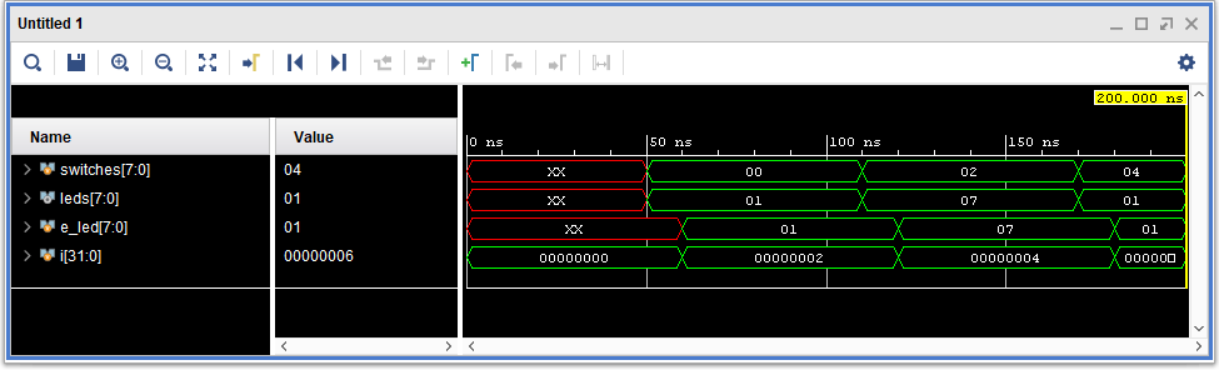 Untitled 1
200.000 ns
Name Value
0 ns 50 ns 100 ns 150 ns
switches[7:0] 04 XX 00 02 04
leds[7:0] 01 XX 01 07 01
e_led[7:0] 01 XX 01 07 01
i[31:0] 00000006 00000000 00000002 00000004 00000